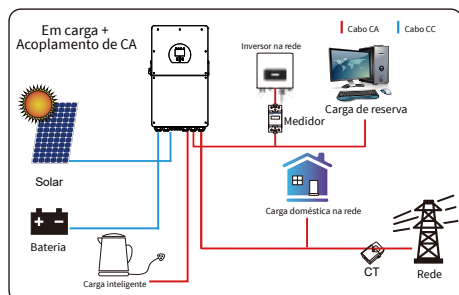 Em carga +
Acoplamento de CA
Cabo CA
Cabo CC
Inversor na rede
Medidor
Carga de reserva
Solar
Carga doméstica na rede
Bateria
Carga inteligente
CT
Rede